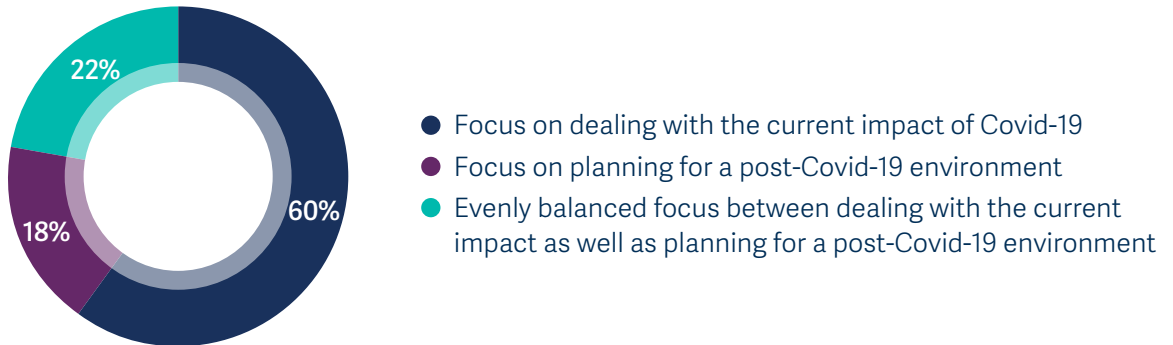 22%
18%
60%
Focus on dealing with the current impact of Covid-19
Focus on planning for a post-Covid-19 environment
Evenly balanced focus between dealing with the current
impact as well as planning for a post-Covid-19 environment